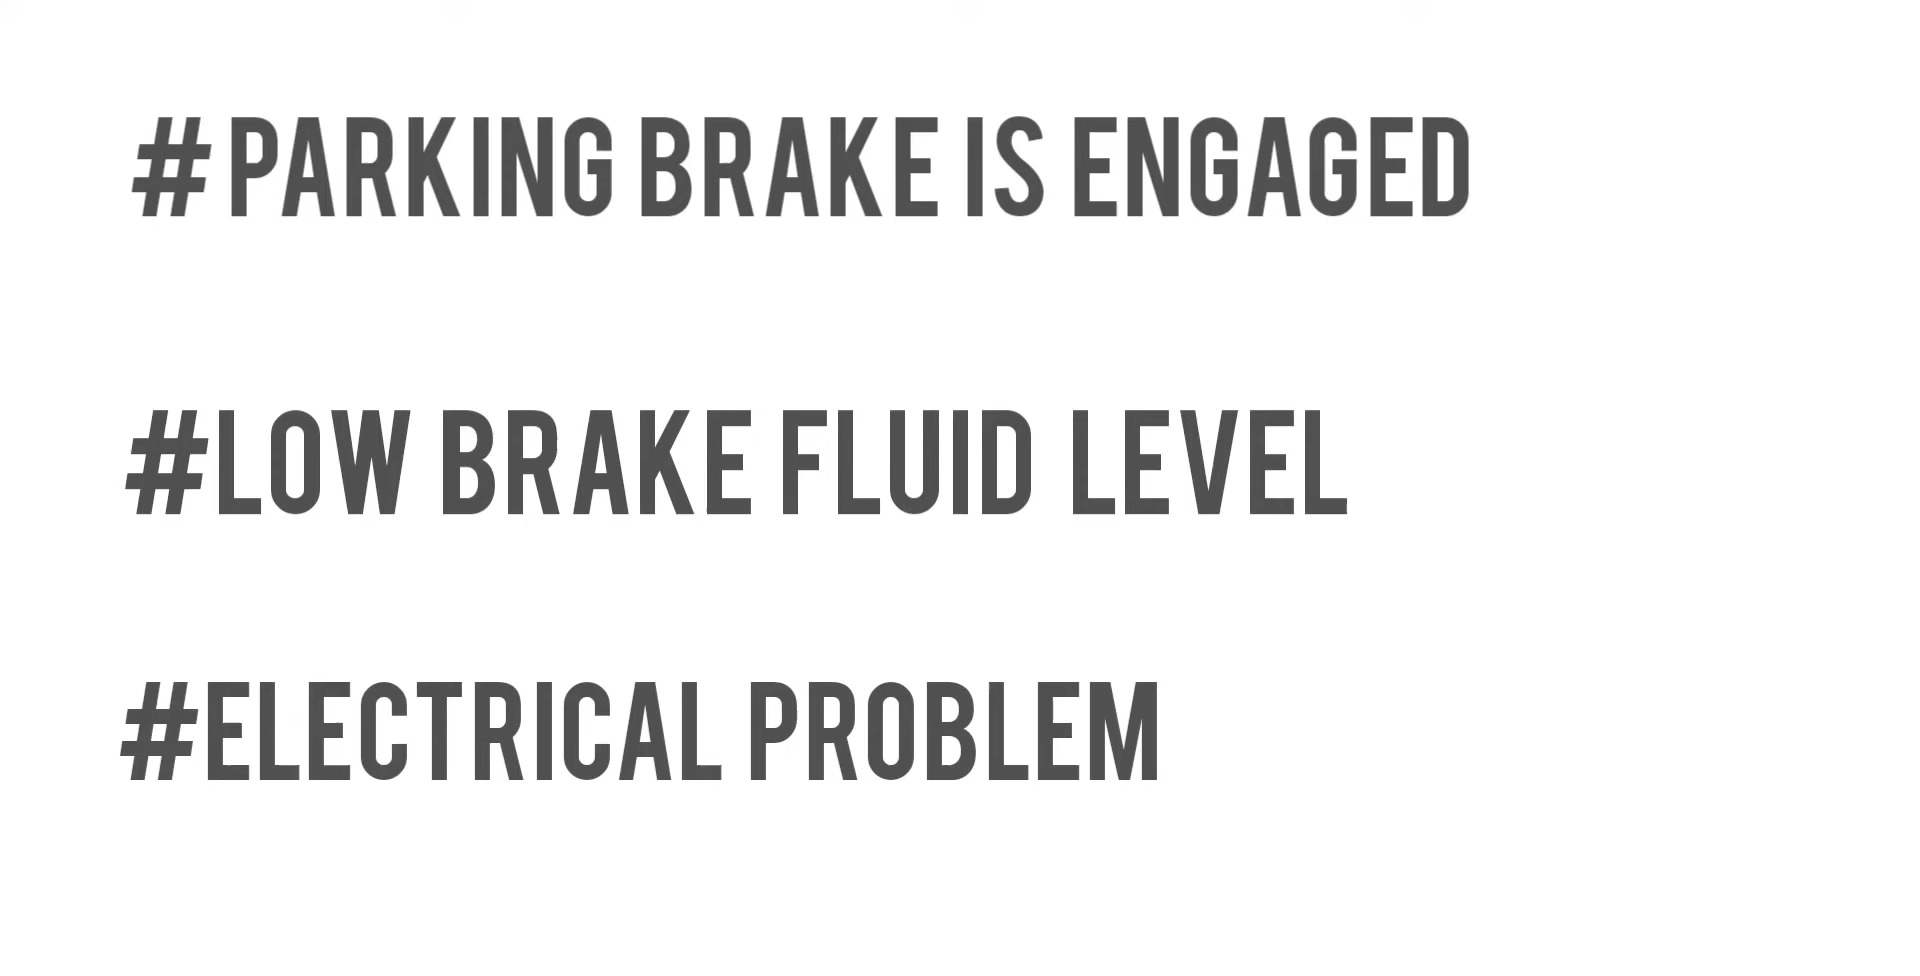 # PARKING BRAKE IS ENGAGED
#LOW BRAKE FLUID LEVEL
#ELECTRICAL PROBLEM